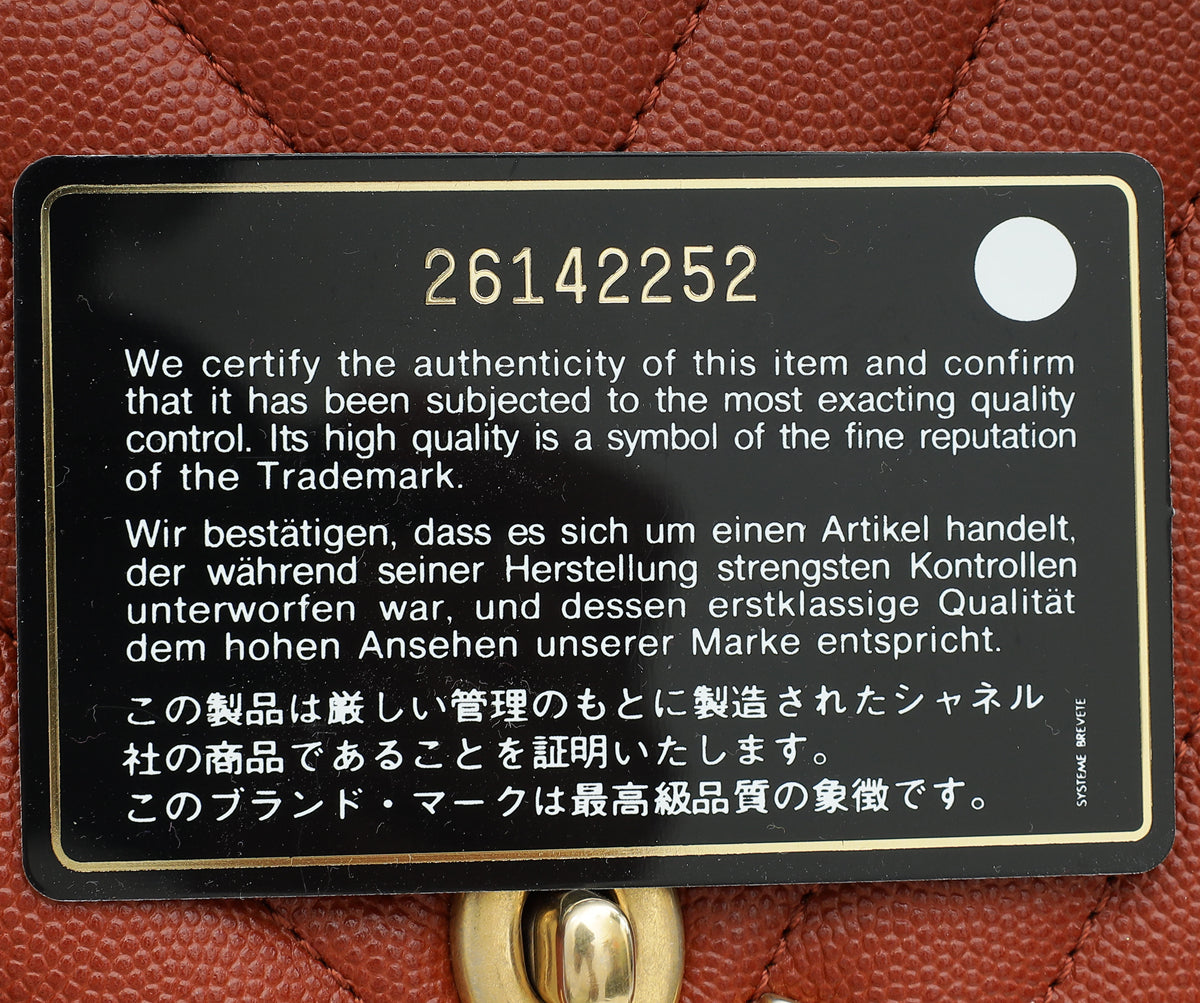 26142252
We certify the authenticity of this item and confirm
that it has been subjected to the most exacting quality
control. Its high quality is a symbol of the fine reputation
of the Trademark.
Wir bestätigen, dass es sich um einen Artikel handelt,
der während seiner Herstellung strengsten Kontrollen
unterworfen war, und dessen erstklassige Qualität
dem hohen Ansehen unserer Marke entspricht.
この製品は厳しい管理のもとに製造されたシャネル
社の商品であることを証明いたします。
このブランド・マークは最高級品質の象徴です。
SYSTEME BREVETE